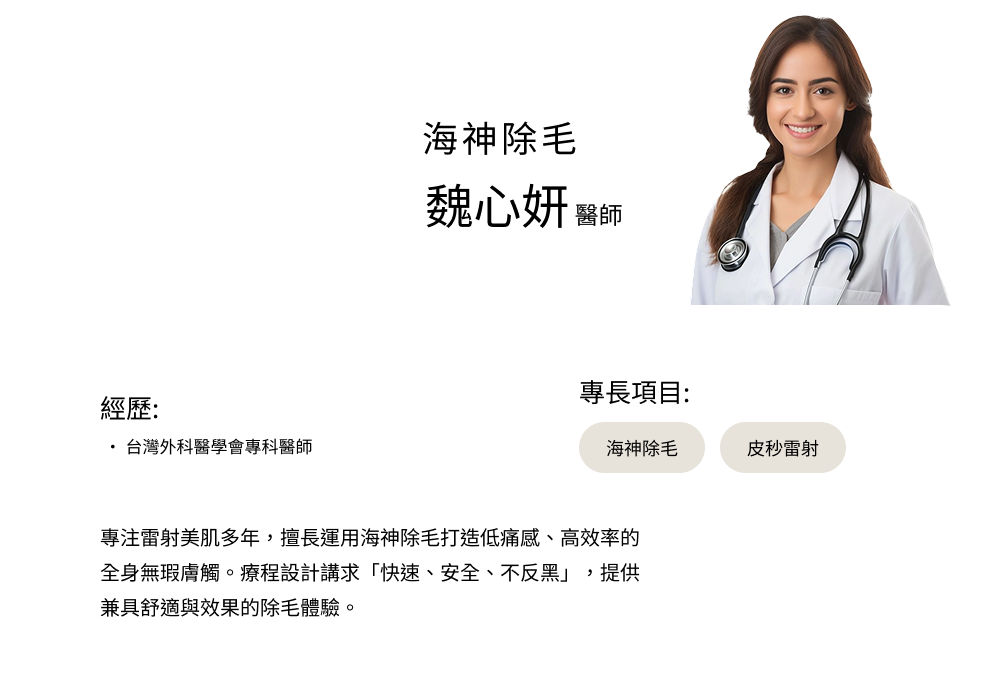 海神除毛
魏心妍 醫師
經歷:
• 台灣外科醫學會專科醫師
專長項目:
海神除毛
皮秒雷射
專注雷射美肌多年，擅長運用海神除毛打造低痛感、高效率的
全身無瑕膚觸。療程設計講求「快速、安全、不反黑」，提供
兼具舒適與效果的除毛體驗。